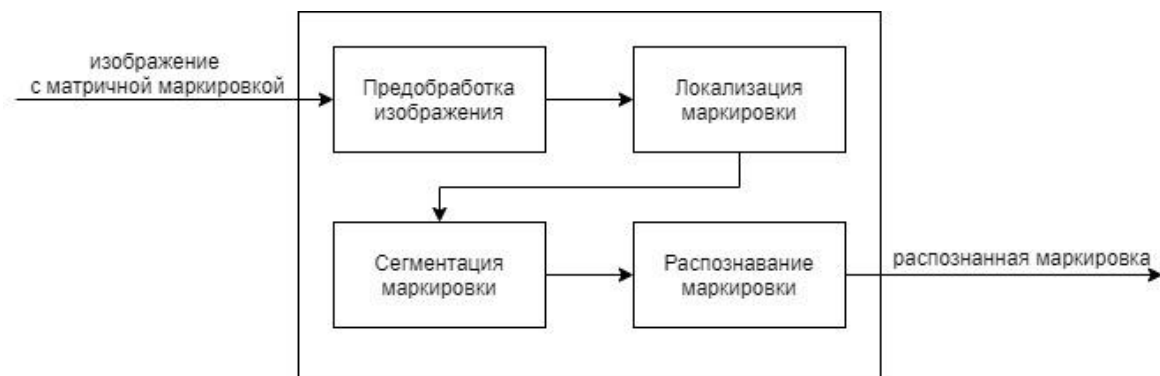 изображение
с матричной маркировкой
Предобработка
изображения
Локализация
маркировки
Сегментация
маркировки
Распознавание
маркировки
распознанная маркировка